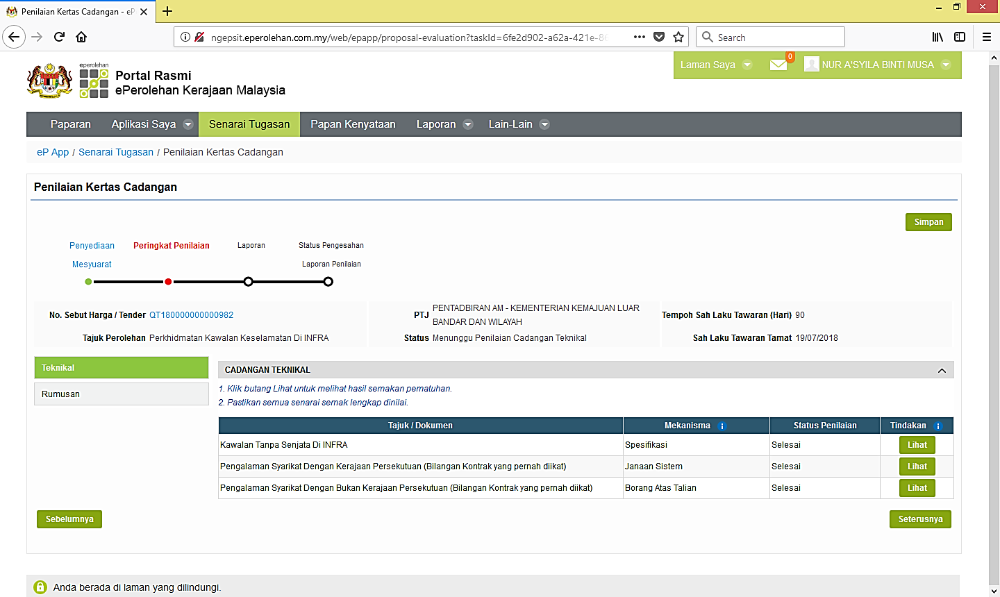 Penilaian Kertas Cadangan - eP
ngepsit.eperolehan.com.my/web/epapp/proposal-evaluation?taskId=6fe2d902-a62a-421e-86
Search
eperolehan
Portal Rasmi
ePerolehan Kerajaan Malaysia
Laman Saya
0
NUR A'SYILA BINTI MUSA
Paparan
Aplikasi Saya
Senarai Tugasan
Papan Kenyataan
Laporan
Lain-Lain
eP App / Senarai Tugasan / Penilaian Kertas Cadangan
Penilaian Kertas Cadangan
Simpan
Penyediaan
Mesyuarat
Peringkat Penilaian
Laporan
Status Pengesahan
Laporan Penilaian
No. Sebut Harga / Tender QT180000000000982
PTJ PENTADBIRAN AM - KEMENTERIAN KEMAJUAN LUAR
BANDAR DAN WILAYAH
Tempoh Sah Laku Tawaran (Hari) 90
Tajuk Perolehan Perkhidmatan Kawalan Keselamatan Di INFRA
Status Menunggu Penilaian Cadangan Teknikal
Sah Laku Tawaran Tamat 19/07/2018
Teknikal
Rumusan
CADANGAN TEKNIKAL
1. Klik butang Lihat untuk melihat hasil semakan pematuhan.
2. Pastikan semua senarai semak lengkap dinilai.
Tajuk / Dokumen Mekanisma Status Penilaian Tindakan
Kawalan Tanpa Senjata Di INFRA Spesifikasi Selesai Lihat
Pengalaman Syarikat Dengan Kerajaan Persekutuan (Bilangan Kontrak yang pernah diikat) Janaan Sistem Selesai Lihat
Pengalaman Syarikat Dengan Bukan Kerajaan Persekutuan (Bilangan Kontrak yang pernah diikat) Borang Atas Talian Selesai Lihat
Sebelumnya
Seterusnya
Anda berada di laman yang dilindungi.